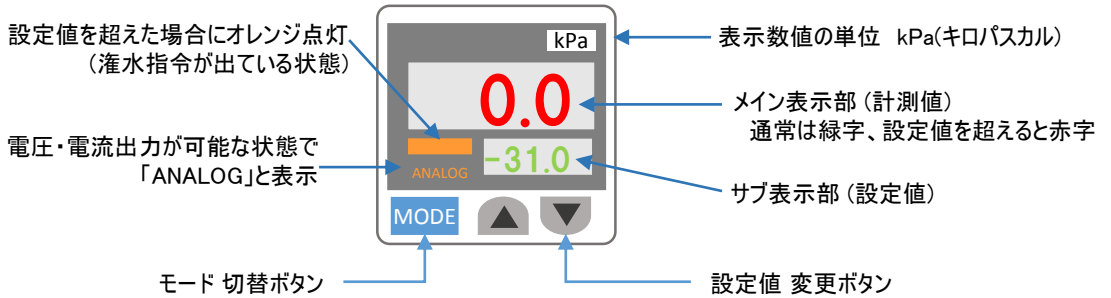 設定値を超えた場合にオレンジ点灯
（潅水指令が出ている状態）
電圧・電流出力が可能な状態で
「ANALOG」と表示
kPa
0.0
-31.0
ANALOG
MODE
表示数値の単位　kPa(キロパスカル)
メイン表示部 (計測値)
通常は緑字、設定値を超えると赤字
サブ表示部 (設定値)
モード 切替ボタン
設定値 変更ボタン